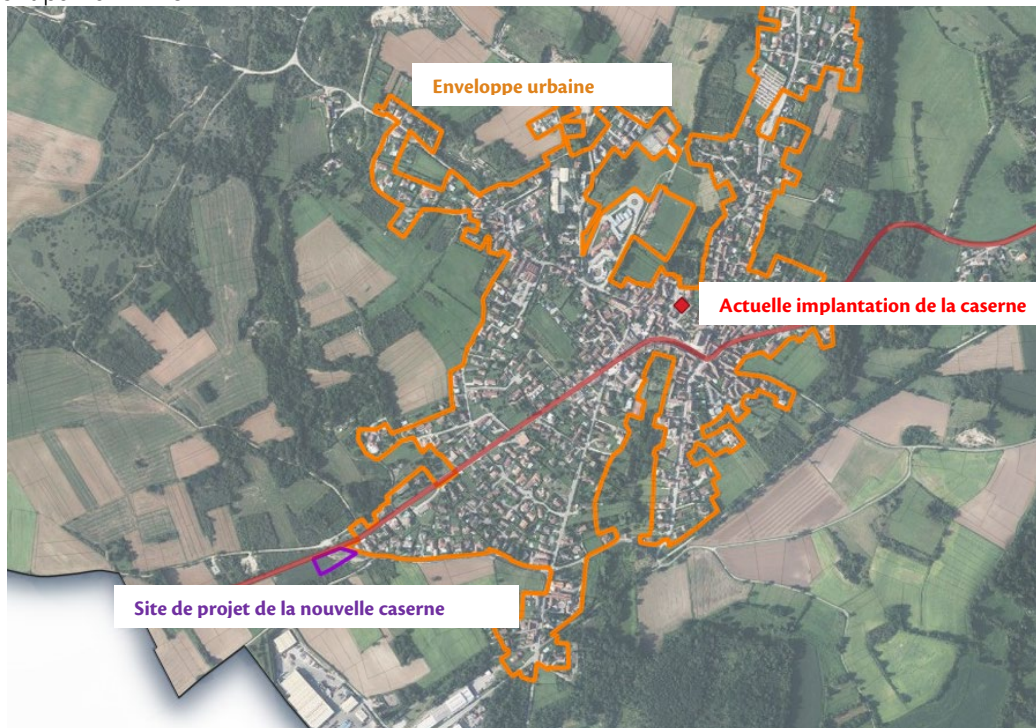 Enveloppe urbaine
Actuelle implantation de la caserne
Site de projet de la nouvelle caserne